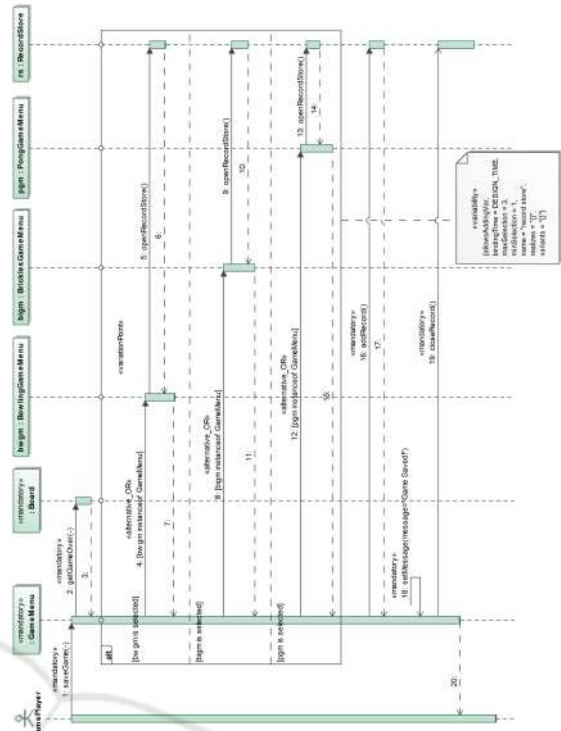 GamePlayer
«mandatory»
: GameMenu
«mandatory»
: Board
bwgm : BowlingGameMenu
bigm : BricklesGameMenu
pgm : PongGameMenu
rs : RecordStore
«mandatory»
1: saveGame(-)
«mandatory»
2: getGameOver(-)
3:
alt
«variationPoint»
[bwgm is selected]
«alternative_OR»
4: [bwgm instanceof GameMenu]
5: openRecordStore()
6:
7:
[bigm is selected]
«alternative_OR»
8: [bigm instanceof GameMenu]
9: openRecordStore()
10:
11:
[pgm is selected]
«alternative_OR»
12: [pgm instanceof GameMenu]
13: openRecordStore()
14:
15:
«mandatory»
16: addRecord()
17:
«mandatory»
18: setMessage(message="Game Saved!")
«mandatory»
19: closeRecord()
20:
«variability»
{allowsAddingVar,
bindingTime = DESIGN_TIME,
maxSelection = 3,
minSelection = 1,
name = "record store",
realizes = "{}",
variants = "{}"}